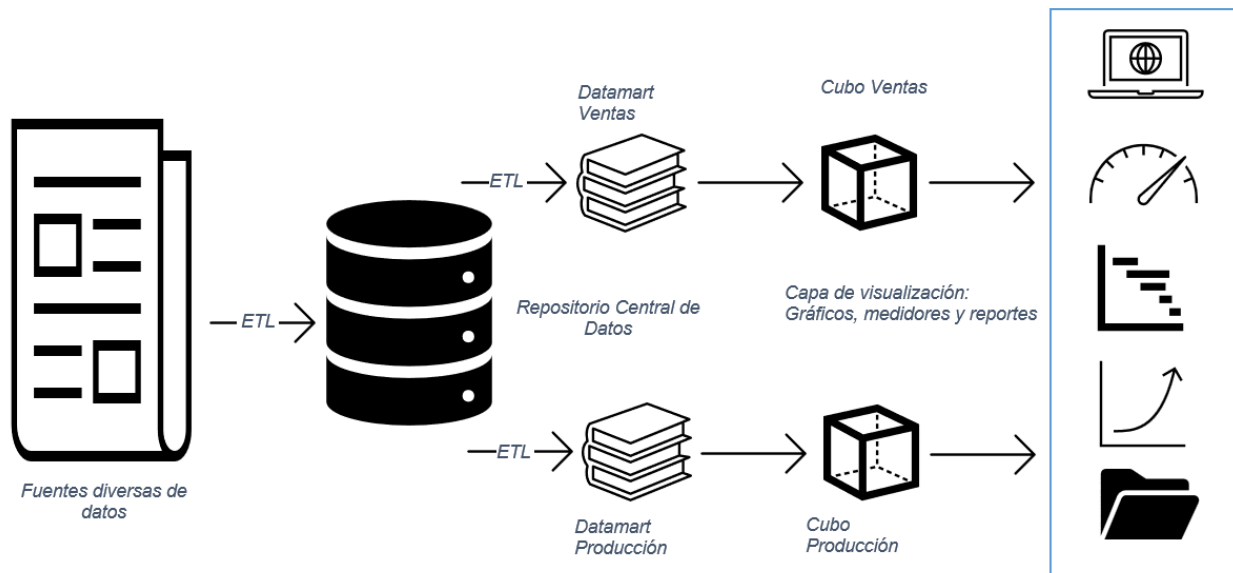 Datamart
Ventas
Cubo Ventas
ETL
ETL
Repositorio Central de
Datos
Capa de visualización:
Gráficos, medidores y reportes
ETL
Fuentes diversas de
datos
Datamart
Producción
Cubo
Producción